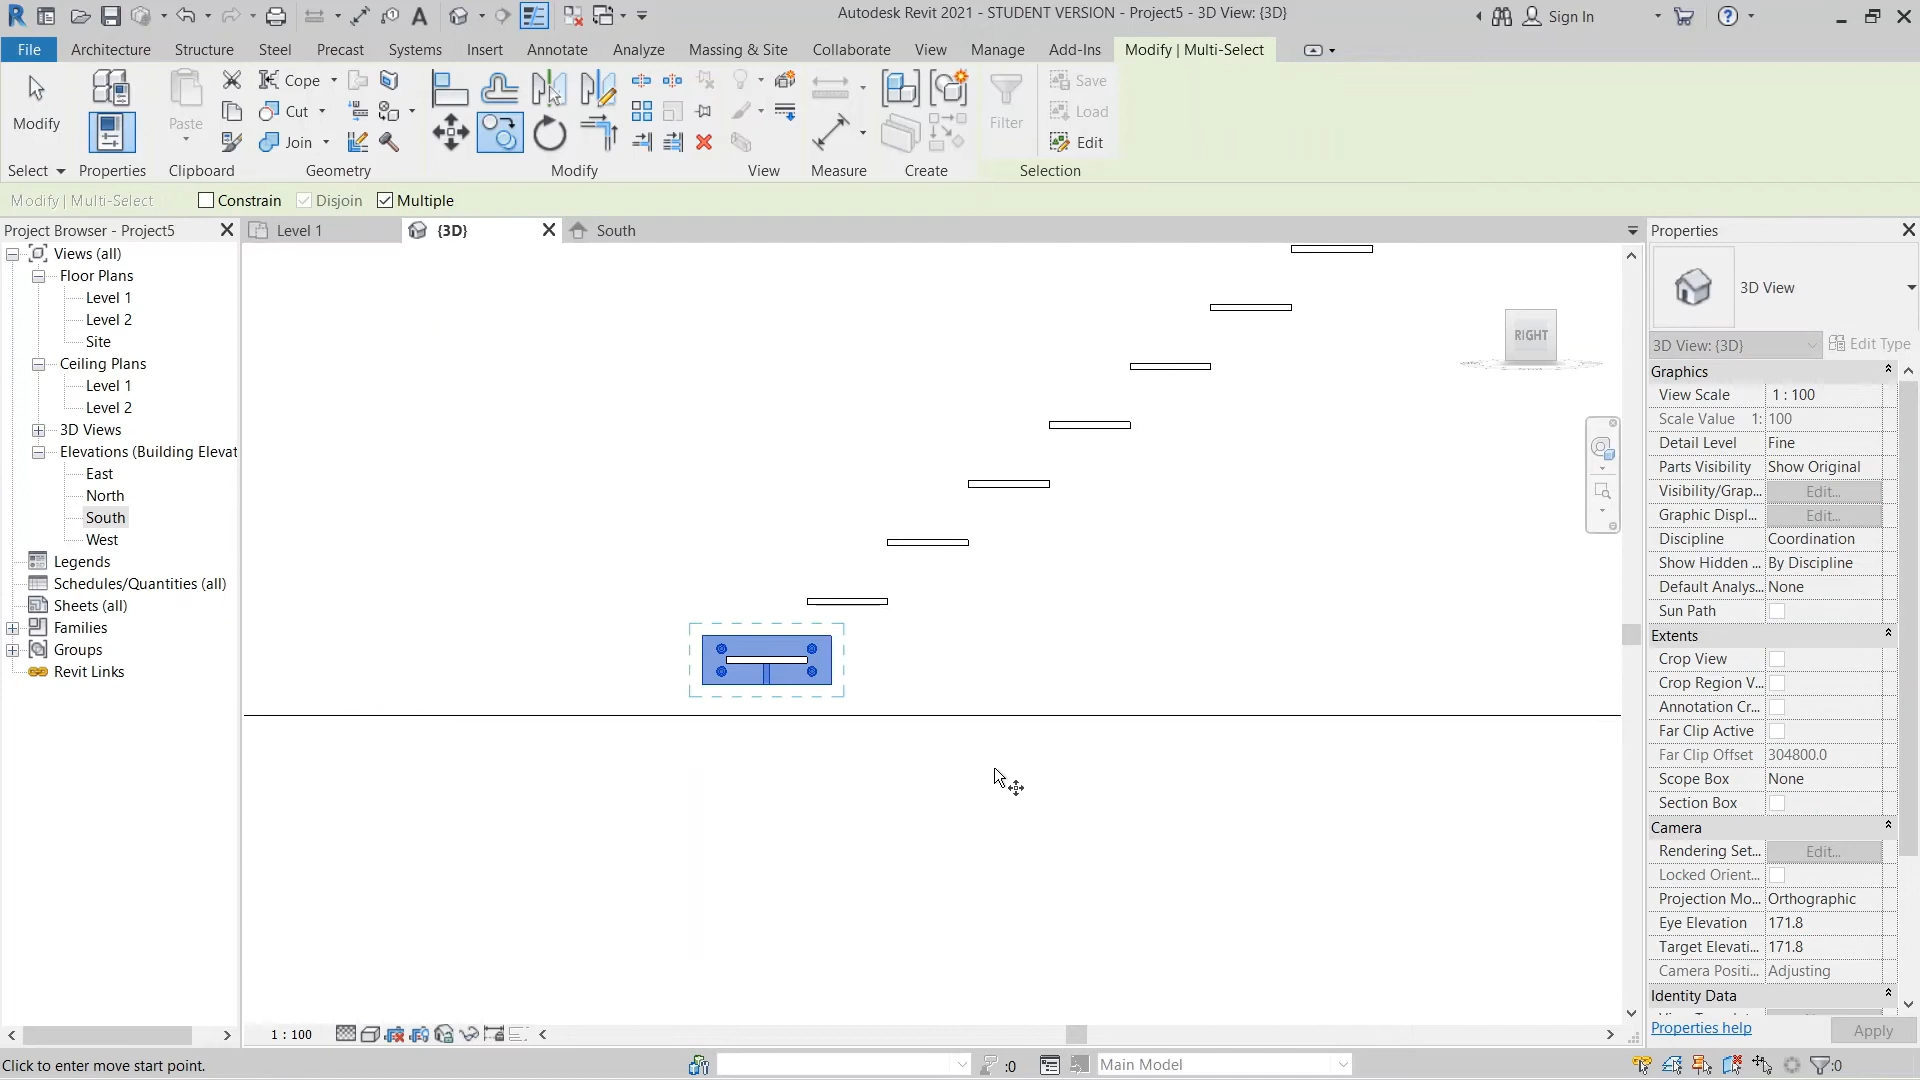 Autodesk Revit 2021 - STUDENT VERSION - Project5 - 3D View: {3D}
Sign In
File Architecture Structure Steel Precast Systems Insert Annotate Analyze Massing & Site Collaborate View Manage Add-Ins Modify | Multi-Select
Modify
Paste
Cope
Cut
Join
Filter
Save
Load
Edit
Select Properties Clipboard Geometry Modify View Measure Create Selection
Modify | Multi-Select Constrain Disjoin Multiple
Project Browser - Project5
Level 1
{3D}
South
Properties
Views (all)
Floor Plans
Level 1
Level 2
Site
Ceiling Plans
Level 1
Level 2
3D Views
Elevations (Building Elevat
East
North
South
West
Legends
Schedules/Quantities (all)
Sheets (all)
Families
Groups
Revit Links
RIGHT
3D View
3D View: {3D} Edit Type
Graphics
View Scale 1 : 100
Scale Value 1: 100
Detail Level Fine
Parts Visibility Show Original
Visibility/Grap... Edit...
Graphic Displ... Edit...
Discipline Coordination
Show Hidden ... By Discipline
Default Analys... None
Sun Path
Extents
Crop View
Crop Region V...
Annotation Cr...
Far Clip Active
Far Clip Offset 304800.0
Scope Box None
Section Box
Camera
Rendering Set... Edit...
Locked Orient...
Projection Mo... Orthographic
Eye Elevation 171.8
Target Elevati... 171.8
Camera Positi... Adjusting
Identity Data
Properties help Apply
1 : 100
Click to enter move start point.
:0
Main Model
:0